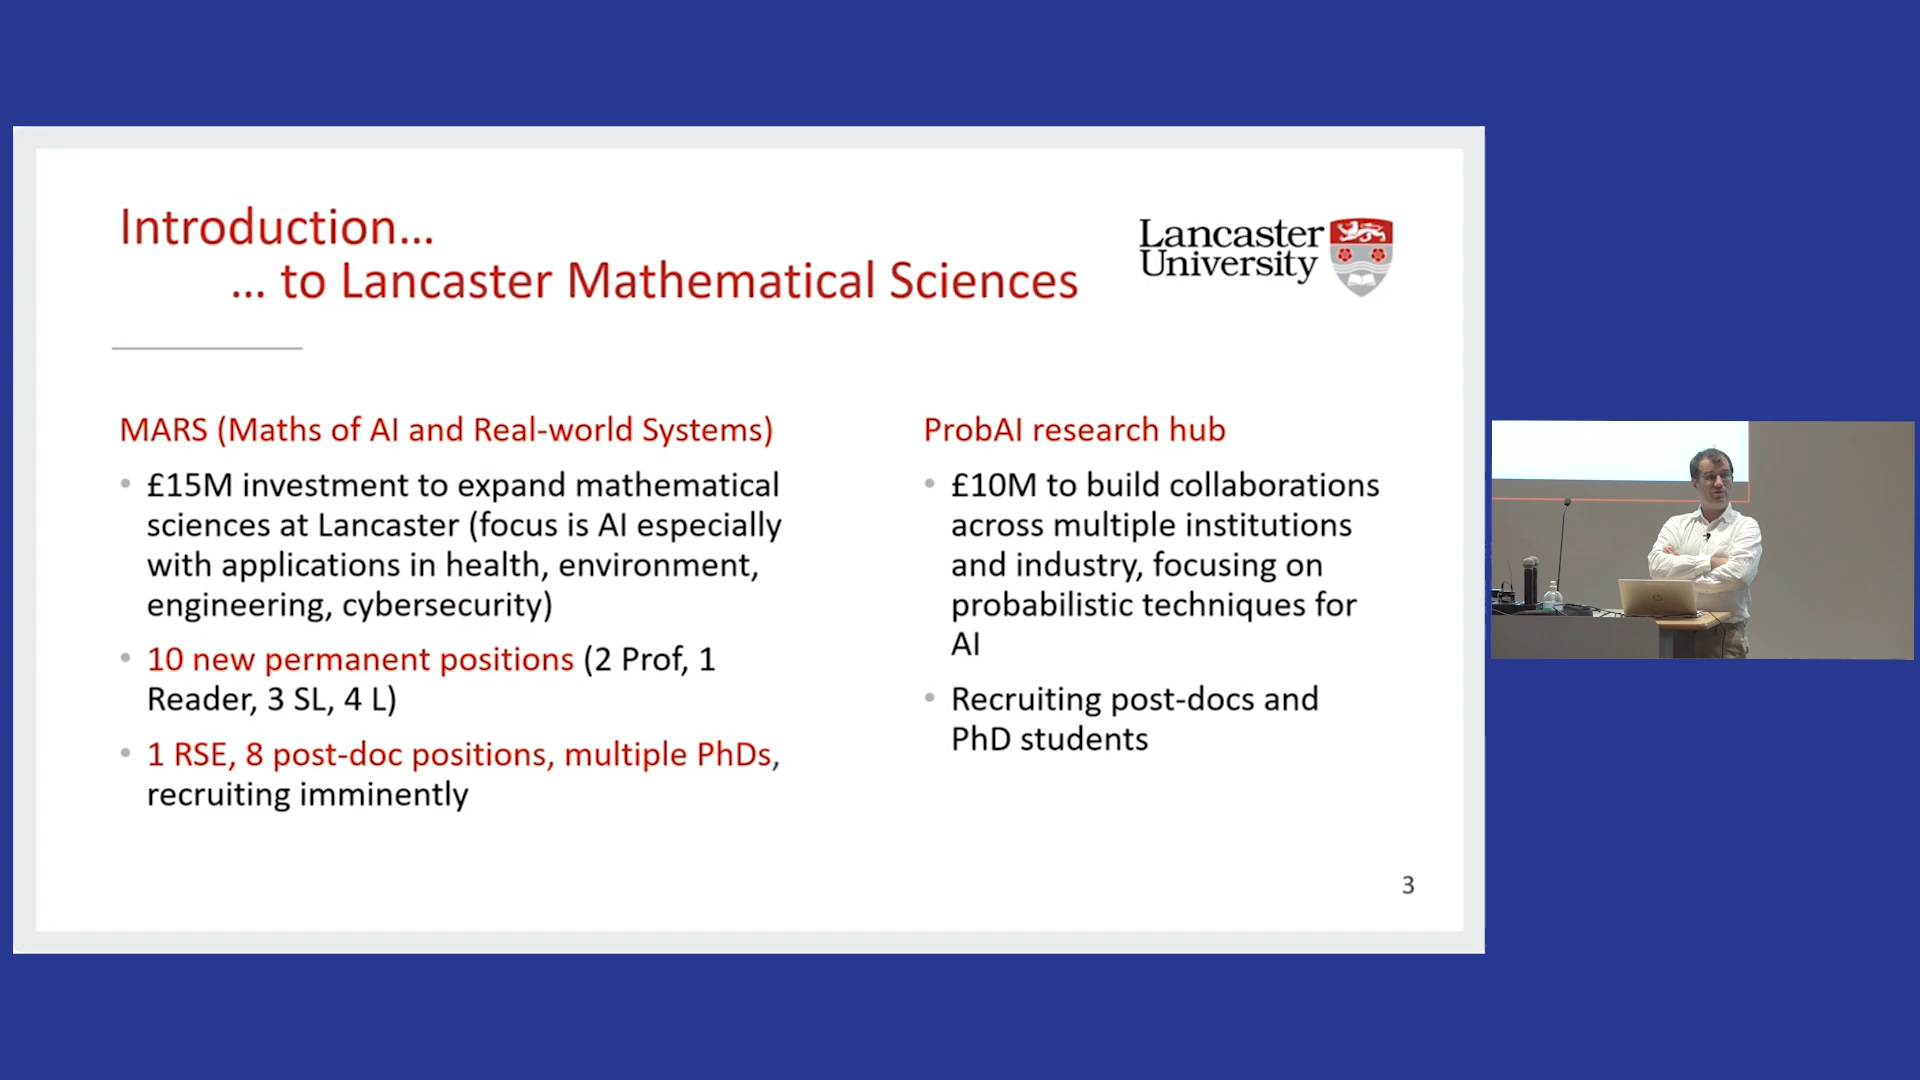 Introduction...
... to Lancaster Mathematical Sciences
Lancaster
University
MARS (Maths of AI and Real-world Systems)
• £15M investment to expand mathematical
sciences at Lancaster (focus is AI especially
with applications in health, environment,
engineering, cybersecurity)
• 10 new permanent positions (2 Prof, 1
Reader, 3 SL, 4 L)
• 1 RSE, 8 post-doc positions, multiple PhDs,
recruiting imminently
ProbAI research hub
• £10M to build collaborations
across multiple institutions
and industry, focusing on
probabilistic techniques for
AI
• Recruiting post-docs and
PhD students
3